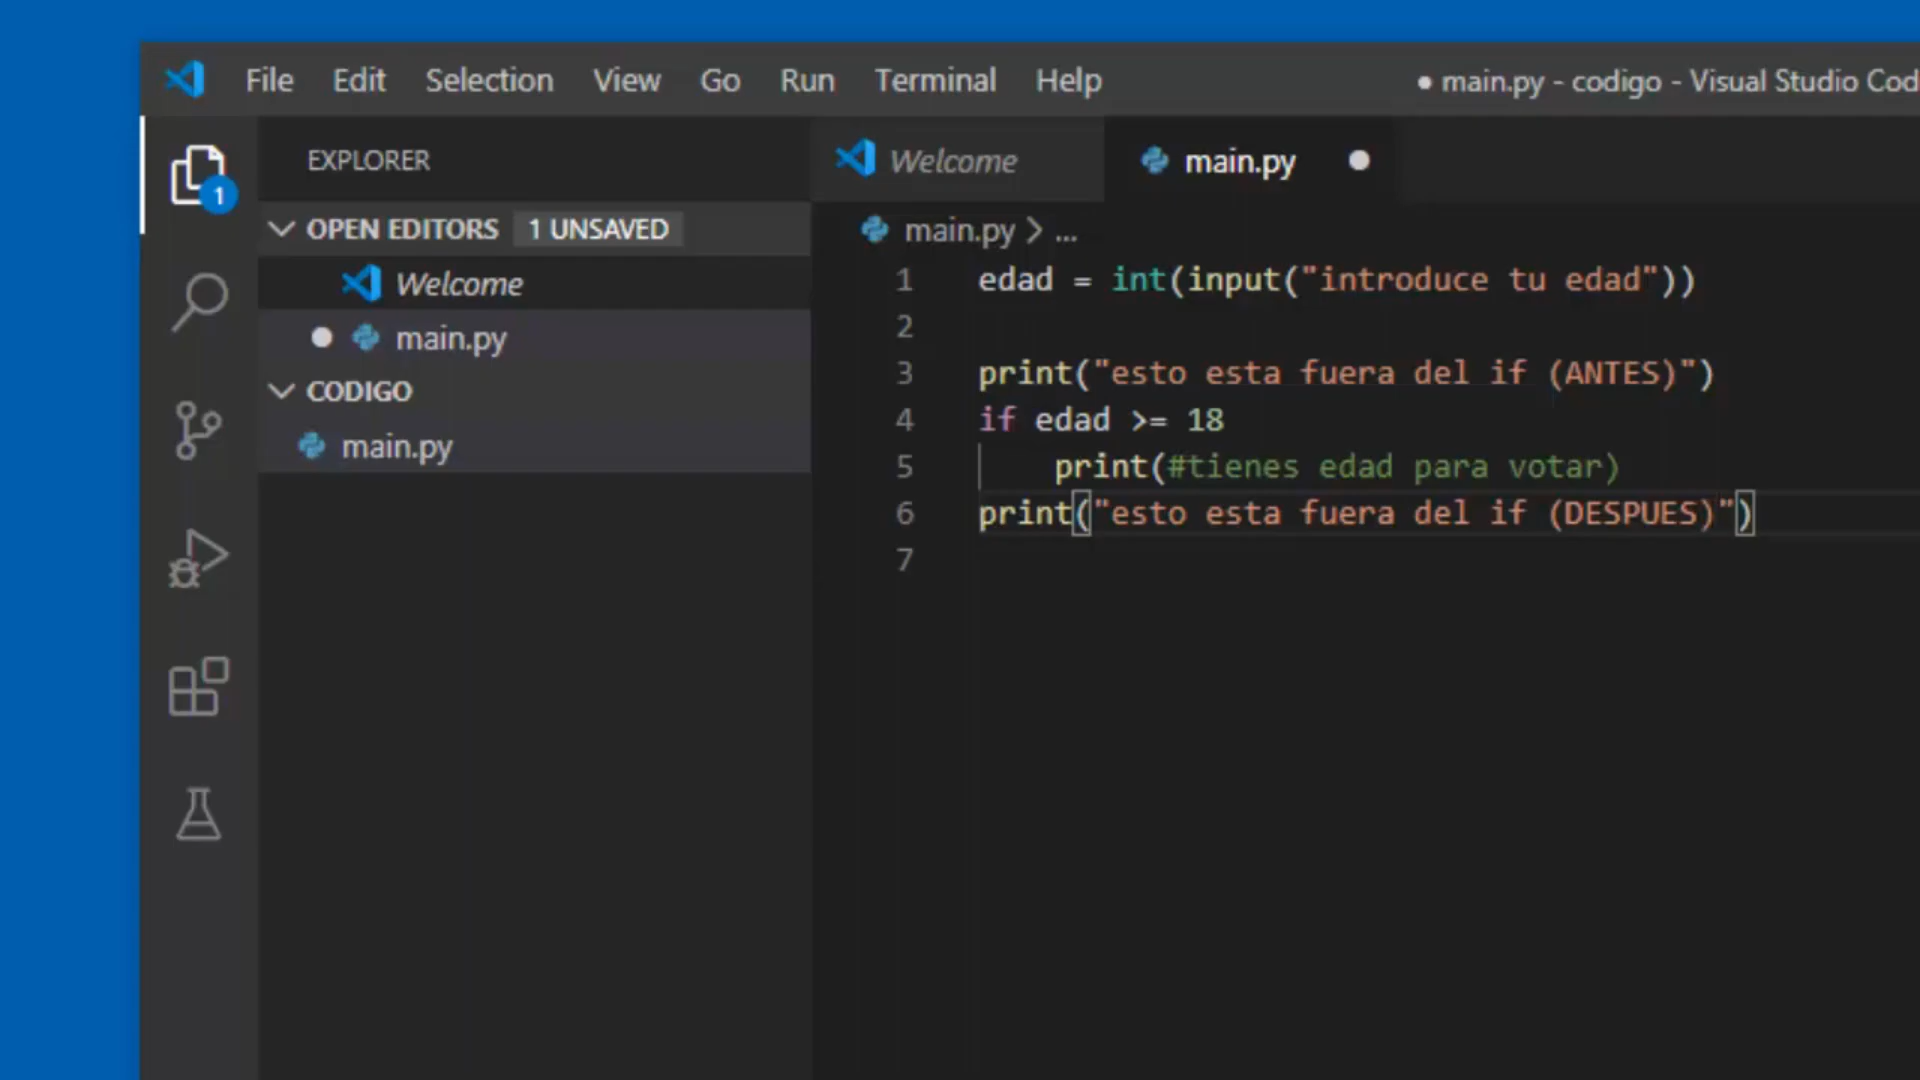 File Edit Selection View Go Run Terminal Help ● main.py - codigo - Visual Studio Cod
1
EXPLORER
OPEN EDITORS 1 UNSAVED
Welcome
main.py
CODIGO
main.py
Welcome main.py
main.py > ...
1 edad = int(input("introduce tu edad"))
2
3 print("esto esta fuera del if (ANTES)")
4 if edad >= 18
5 print(#tienes edad para votar)
6 print("esto esta fuera del if (DESPUES)")
7